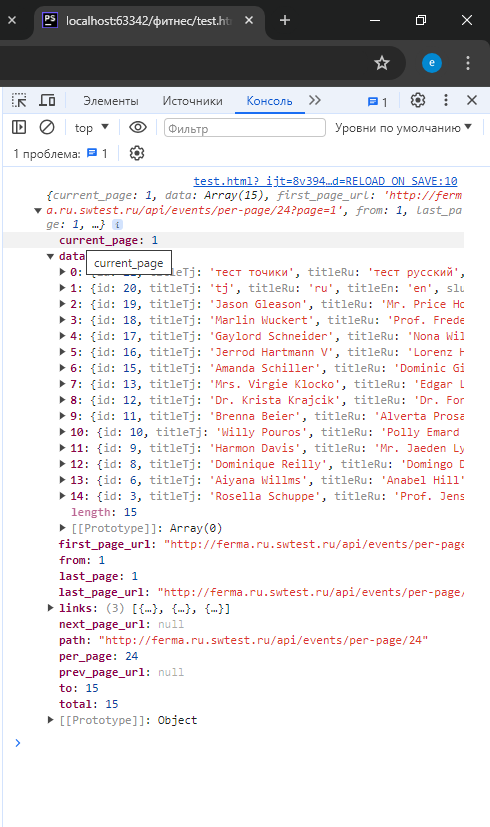 PS localhost:63342/фитнес/test.ht
e
Элементы Источники Консоль 1
top Фильтр Уровни по умолчанию
1 проблема: 1
test.html?_ijt=8v394…d=RELOAD_ON_SAVE:10
{current_page: 1, data: Array(15), first_page_url: 'http://ferm
a.ru.swtest.ru/api/events/per-page/24?page=1', from: 1, last_pa
ge: 1, …} i
current_page: 1
data
current_page
0: titleTj: 'тест точики', titleRu: 'тест русский',
1: {id: 20, titleTj: 'tj', titleRu: 'ru', titleEn: 'en', slu
2: {id: 19, titleTj: 'Jason Gleason', titleRu: 'Mr. Price Ho
3: {id: 18, titleTj: 'Marlin Wuckert', titleRu: 'Prof. Frede
4: {id: 17, titleTj: 'Gaylord Schneider', titleRu: 'Nona Wil
5: {id: 16, titleTj: 'Jerrod Hartmann V', titleRu: 'Lorenz H
6: {id: 15, titleTj: 'Amanda Schiller', titleRu: 'Dominic Gi
7: {id: 13, titleTj: 'Mrs. Virgie Klocko', titleRu: 'Edgar L
8: {id: 12, titleTj: 'Dr. Krista Krajcik', titleRu: 'Dr. For
9: {id: 11, titleTj: 'Brenna Beier', titleRu: 'Alverta Prosa
10: {id: 10, titleTj: 'Willy Pouros', titleRu: 'Polly Emard
11: {id: 9, titleTj: 'Harmon Davis', titleRu: 'Mr. Jaeden Ly
12: {id: 8, titleTj: 'Dominique Reilly', titleRu: 'Domingo D
13: {id: 6, titleTj: 'Aiyana Willms', titleRu: 'Anabel Hill'
14: {id: 3, titleTj: 'Rosella Schuppe', titleRu: 'Prof. Jens
length: 15
[[Prototype]]: Array(0)
first_page_url: "http://ferma.ru.swtest.ru/api/events/per-page
from: 1
last_page: 1
last_page_url: "http://ferma.ru.swtest.ru/api/events/per-page/
links: (3) [{…}, {…}, {…}]
next_page_url: null
path: "http://ferma.ru.swtest.ru/api/events/per-page/24"
per_page: 24
prev_page_url: null
to: 15
total: 15
[[Prototype]]: Object